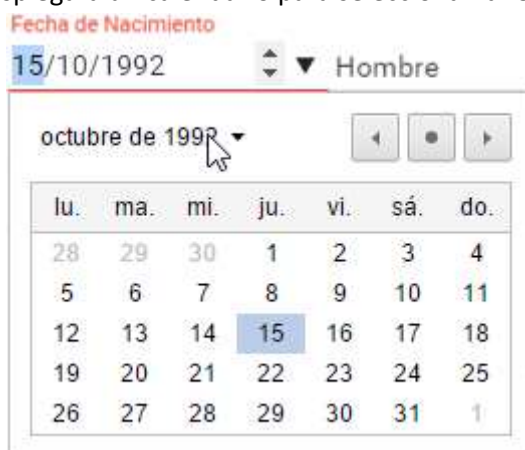 Fecha de Nacimiento
15/10/1992 Hombre
octubre de 1992
lu. ma. mi. ju. vi. sá. do.
28 29 30 1 2 3 4
5 6 7 8 9 10 11
12 13 14 15 16 17 18
19 20 21 22 23 24 25
26 27 28 29 30 31 1